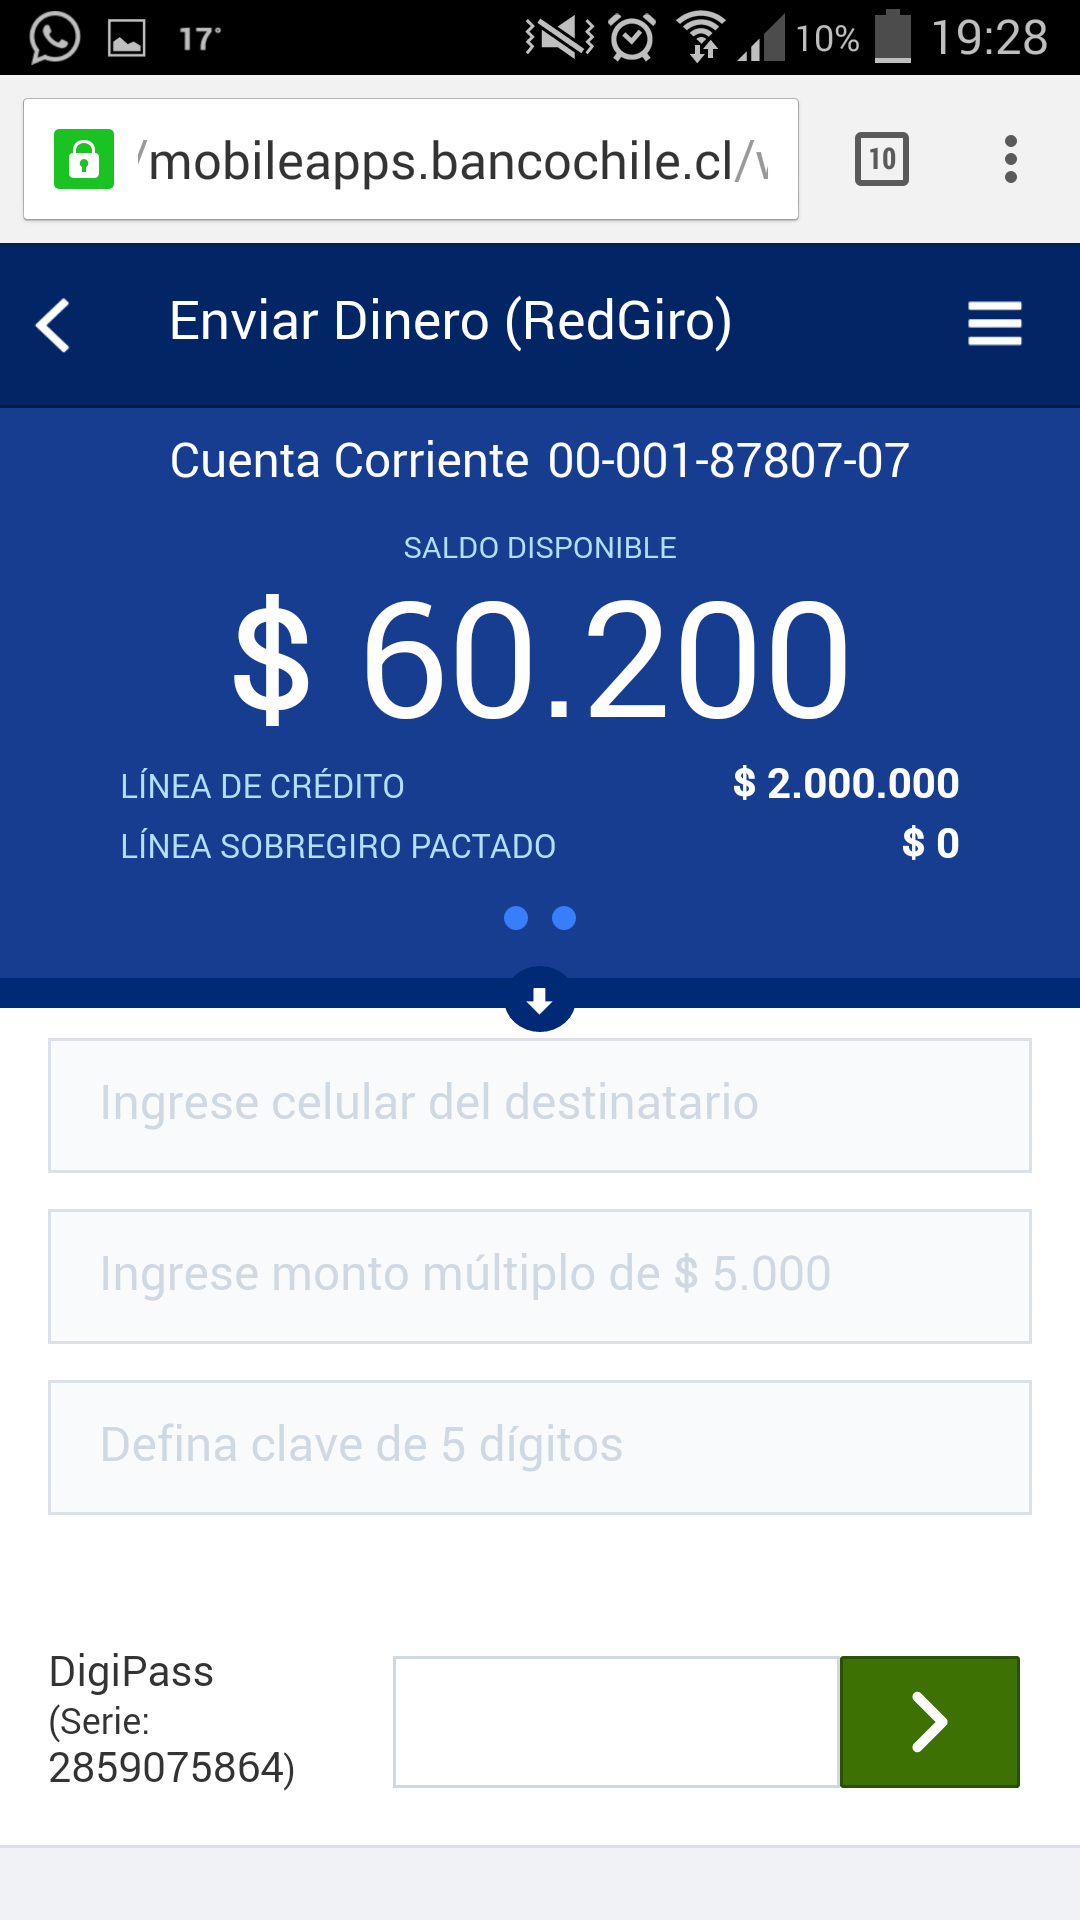 17°
10%
19:28
/mobileapps.bancochile.cl/
10
Enviar Dinero (RedGiro)
Cuenta Corriente 00-001-87807-07
SALDO DISPONIBLE
$ 60.200
LÍNEA DE CRÉDITO $ 2.000.000
LÍNEA SOBREGIRO PACTADO $ 0
Ingrese celular del destinatario
Ingrese monto múltiplo de $ 5.000
Defina clave de 5 dígitos
DigiPass
(Serie:
2859075864)